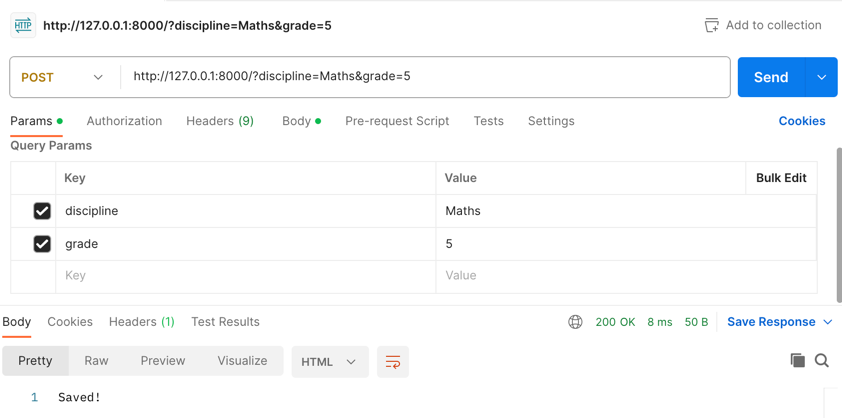 HTTP http://127.0.0.1:8000/?discipline=Maths&grade=5 Add to collection
POST http://127.0.0.1:8000/?discipline=Maths&grade=5 Send
Params Authorization Headers (9) Body Pre-request Script Tests Settings Cookies
Query Params
Key Value Bulk Edit
discipline Maths
grade 5
Key Value
Body Cookies Headers (1) Test Results 200 OK 8 ms 50 B Save Response
Pretty Raw Preview Visualize HTML
1 Saved!